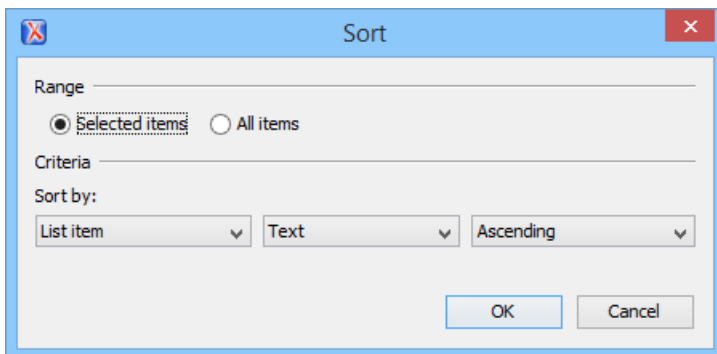 Sort
Range
Selected items All items
Criteria
Sort by:
List item Text Ascending
OK Cancel